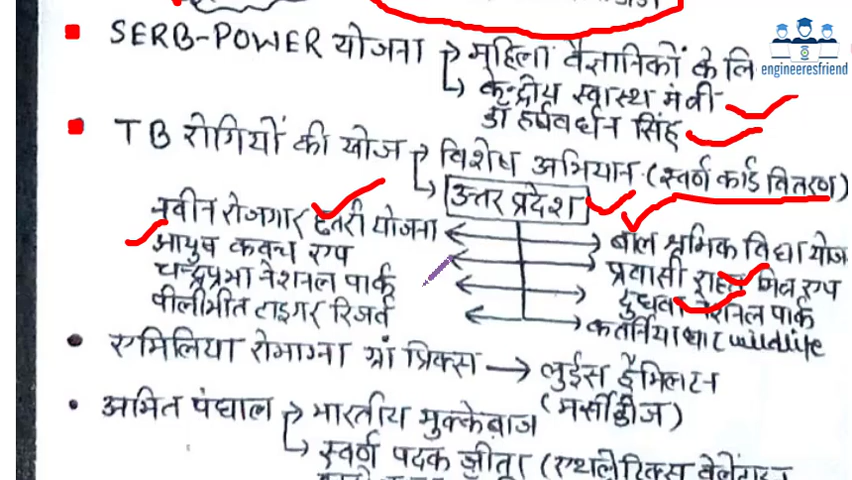 SERB-POWER योजना → महिला वैज्ञानिकों के लि
engineeresfriend
→ केन्द्रीय स्वास्थ मंत्री
डॉ हर्षवर्धन सिंह
TB रोगियों की खोज → विशेष अभियान (स्वर्ण कार्ड वितरण)
→ उत्तर प्रदेश
नवीन रोजगार छतरी योजना
बाल श्रमिक विद्या योज
आयुष कवच एप
प्रवासी राहत मित्र एप
चन्द्रप्रभा नेशनल पार्क
दुधवा नेशनल पार्क
पीलीभीत टाइगर रिजर्व
कतर्नियाघाट wildlife
एमिलिया रोमाग्ना ग्रां प्रिक्स → लुईस हैमिल्टन
(मर्सीडीज)
अमित पंघाल → भारतीय मुक्केबाज
→ स्वर्ण पदक जीता (एथलेटिक्स